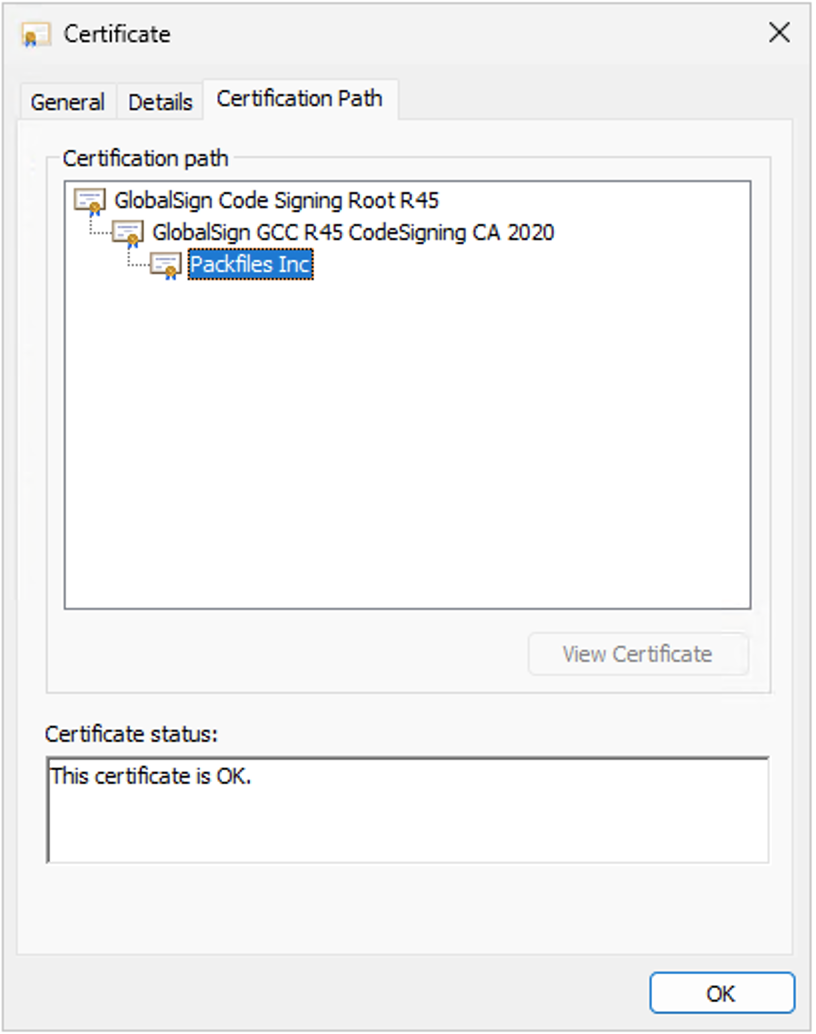 Certificate
General Details Certification Path
Certification path
GlobalSign Code Signing Root R45
GlobalSign GCC R45 CodeSigning CA 2020
Packfiles Inc
View Certificate
Certificate status:
This certificate is OK.
OK